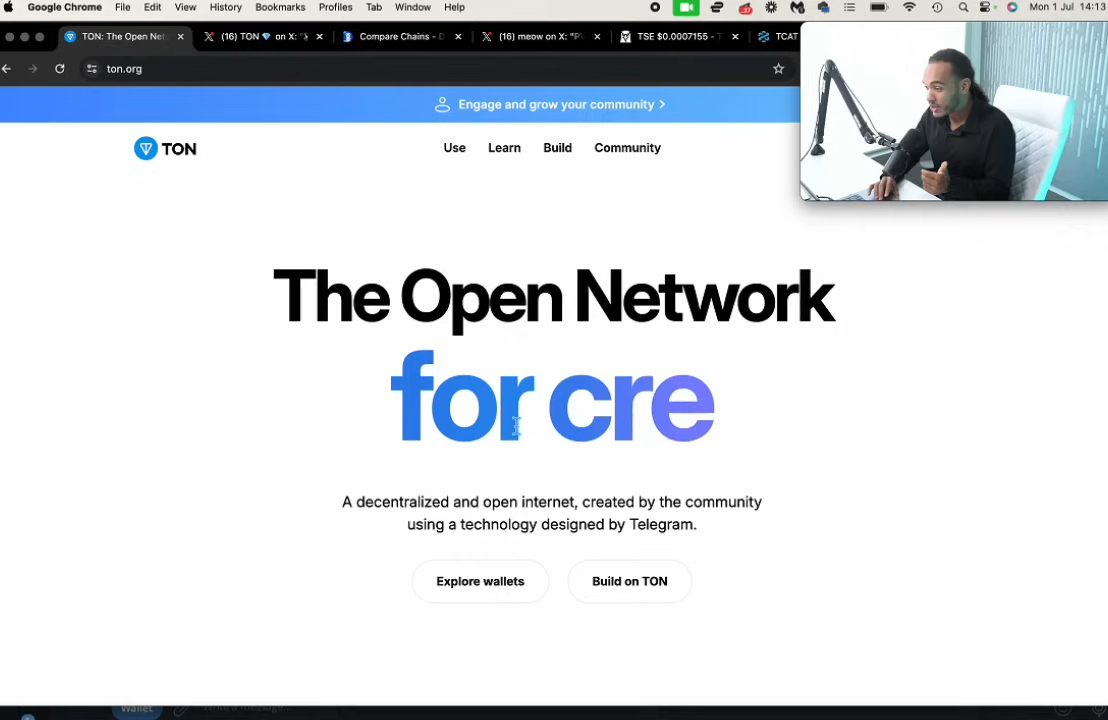 Google Chrome File Edit View History Bookmarks Profiles Tab Window Help Mon 1 Jul 14:13
TON: The Open Net (16) TON on X: " Compare Chains - D (16) meow on X: "P TSE $0.0007155 - T TCAT
ton.org
Engage and grow your community
TON Use Learn Build Community
The Open Network
for cre
A decentralized and open internet, created by the community
using a technology designed by Telegram.
Explore wallets Build on TON
Wallet Write a message...